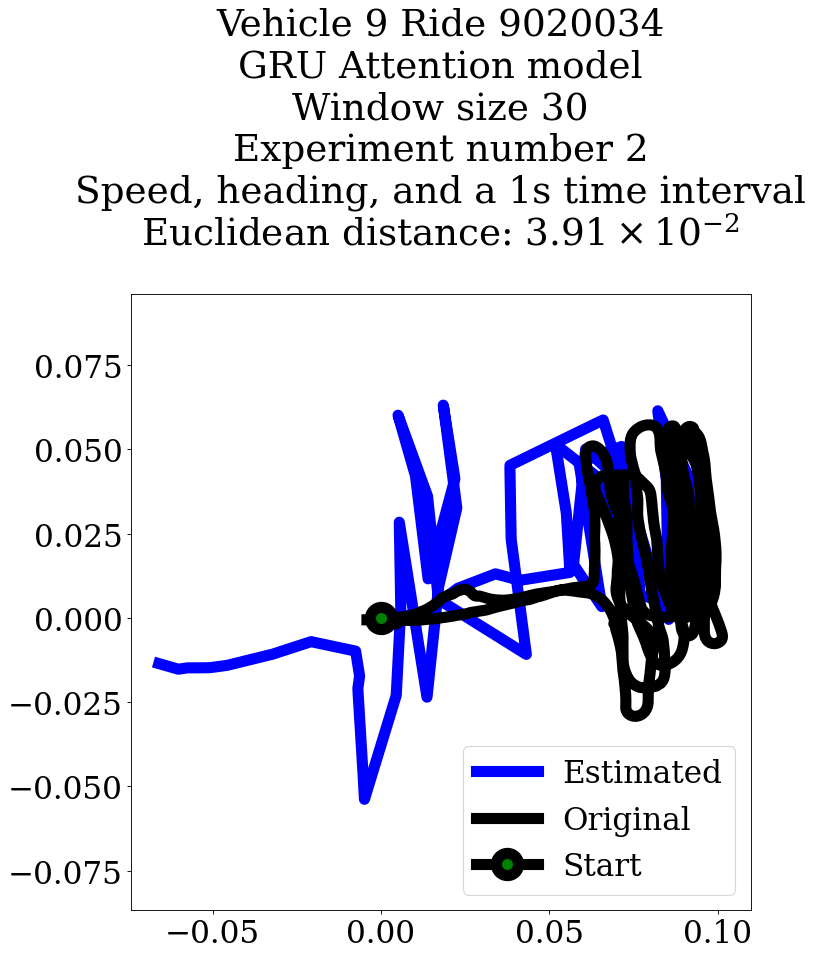 Vehicle 9 Ride 9020034
GRU Attention model
Window size 30
Experiment number 2
Speed, heading, and a 1s time interval
Euclidean distance: 3.91 × 10⁻²
0.075
0.050
0.025
0.000
−0.025
−0.050
−0.075
Estimated
Original
Start
−0.05 0.00 0.05 0.10